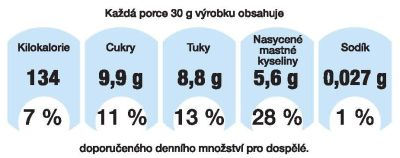 Každá porce 30 g výrobku obsahuje
Kilokalorie
134
7 %
Cukry
9,9 g
11 %
Tuky
8,8 g
13 %
Nasycené
mastné
kyseliny
5,6 g
28 %
Sodík
0,027 g
1 %
doporučeného denního množství pro dospělé.